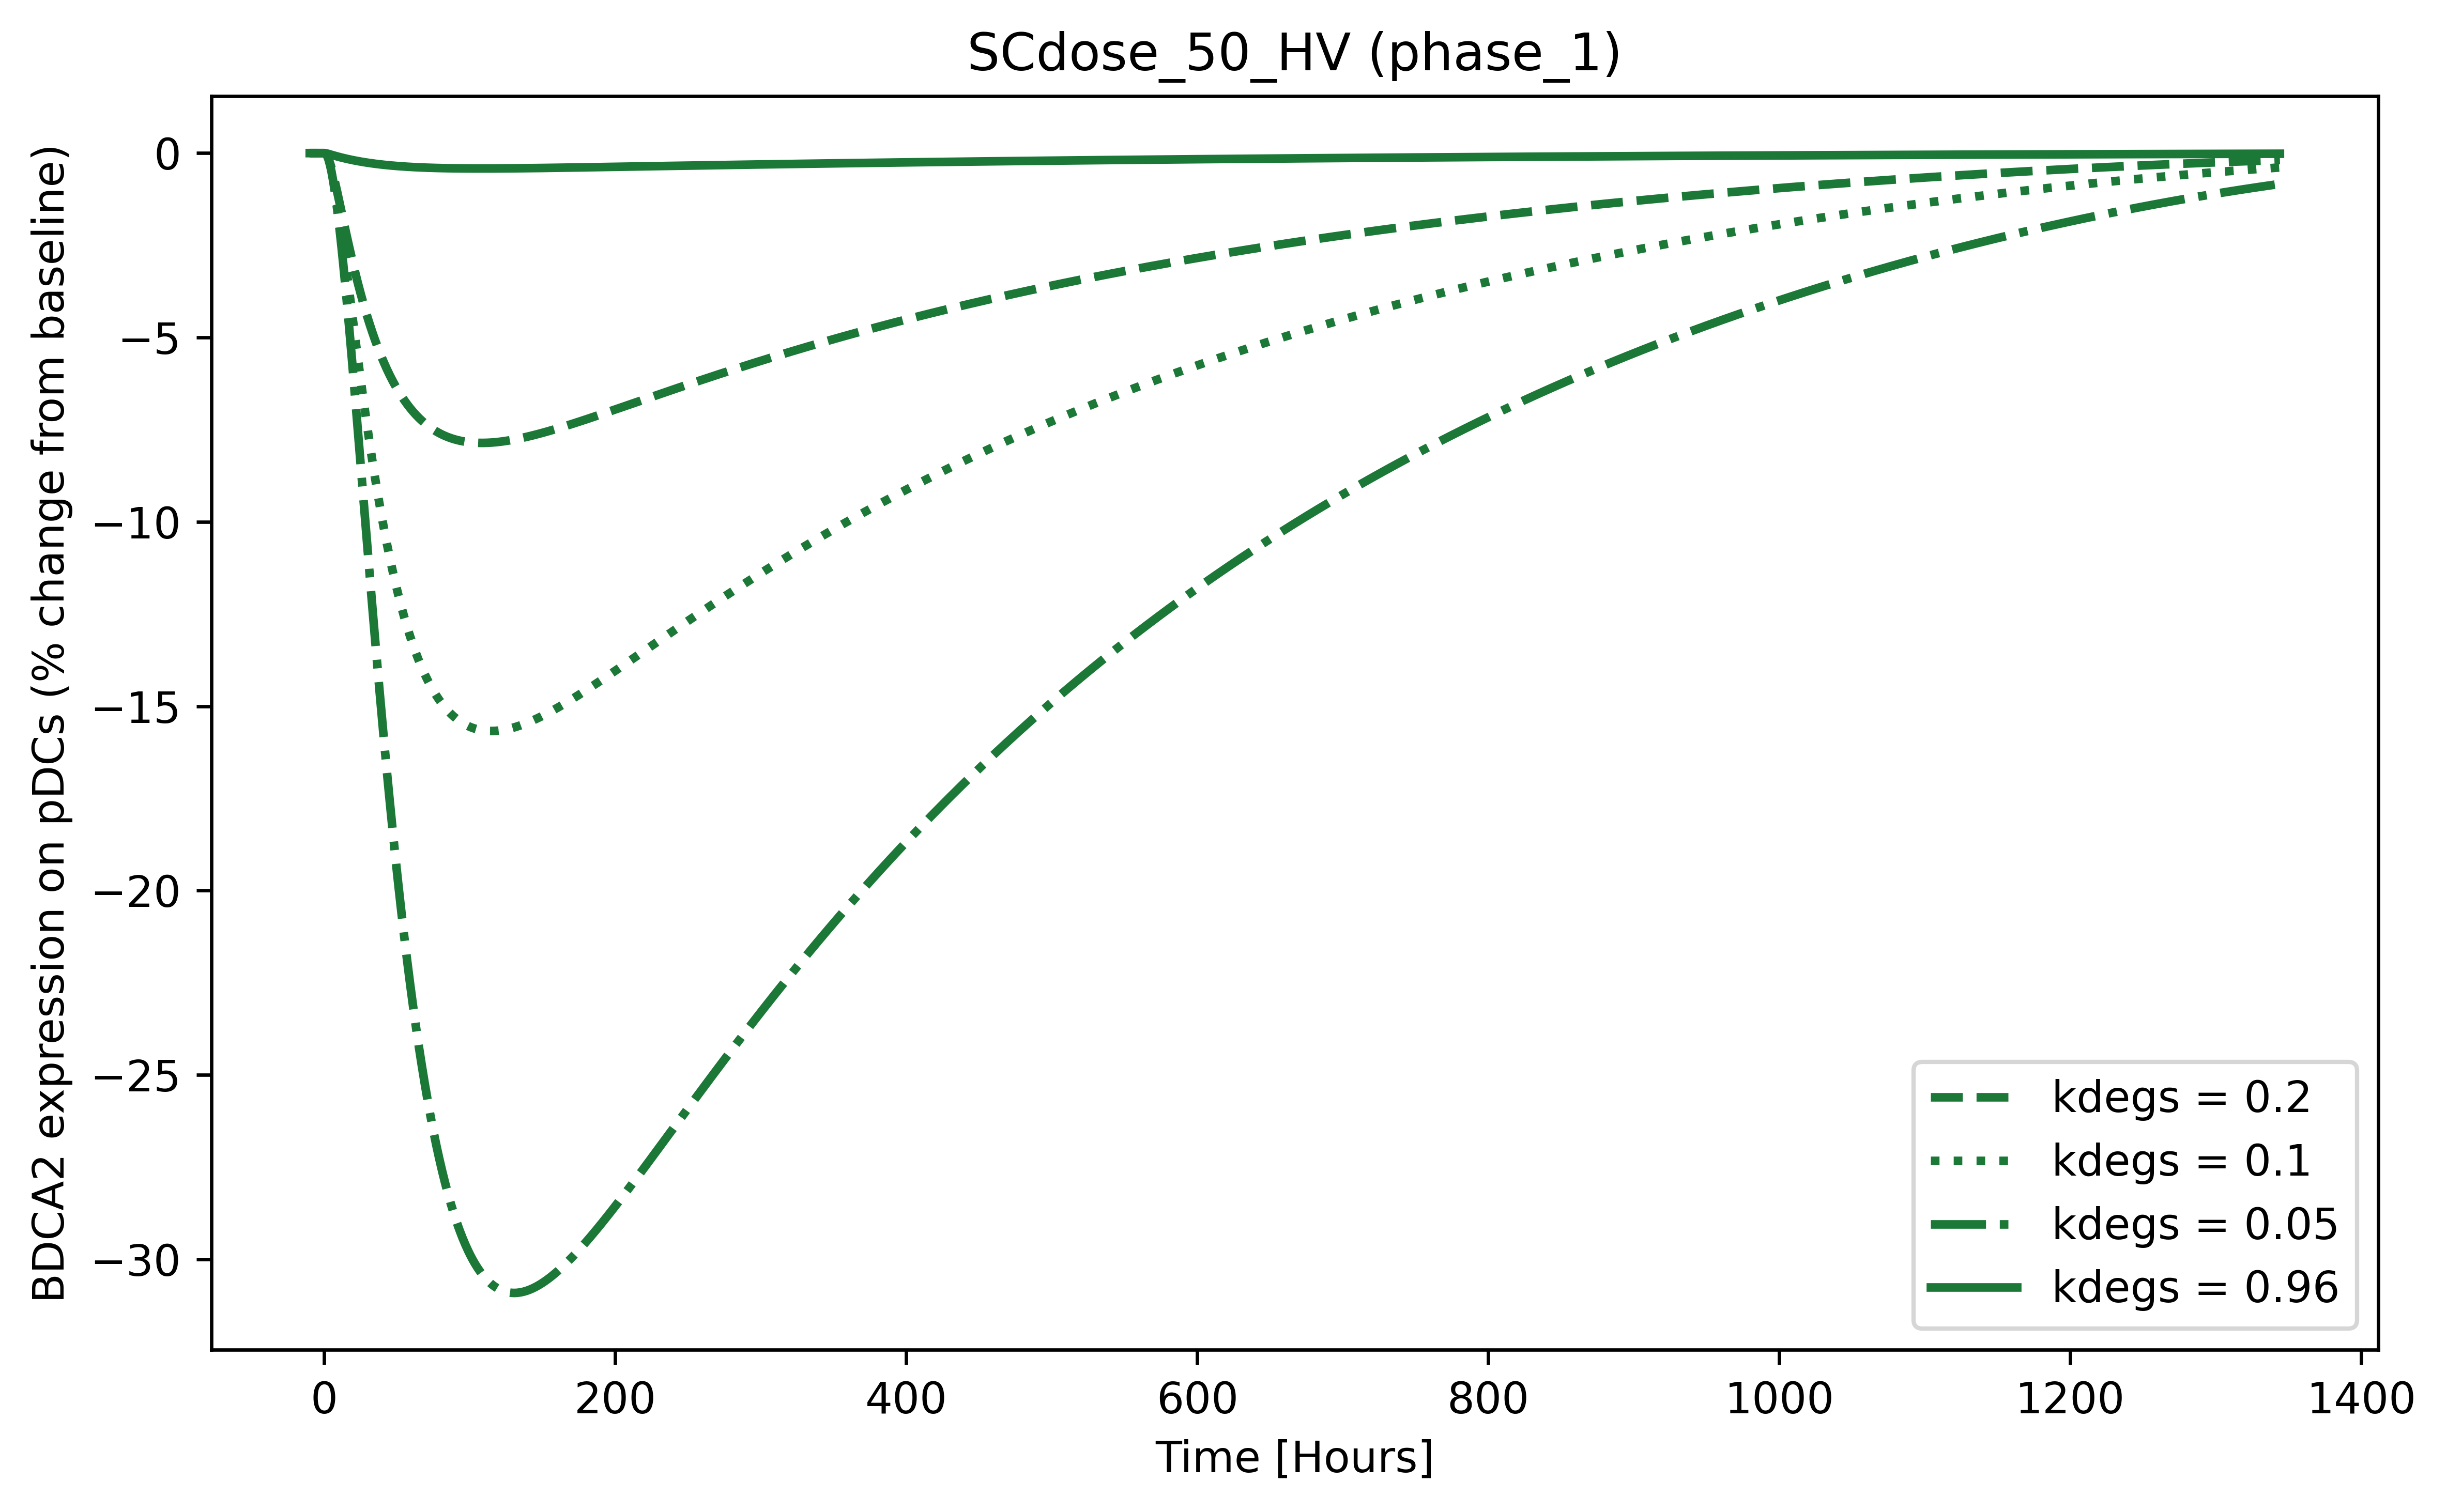 SCdose_50_HV (phase_1)
BDCA2 expression on pDCs (% change from baseline)
0
−5
−10
−15
−20
−25
−30
kdegs = 0.2
kdegs = 0.1
kdegs = 0.05
kdegs = 0.96
0 200 400 600 800 1000 1200 1400
Time [Hours]